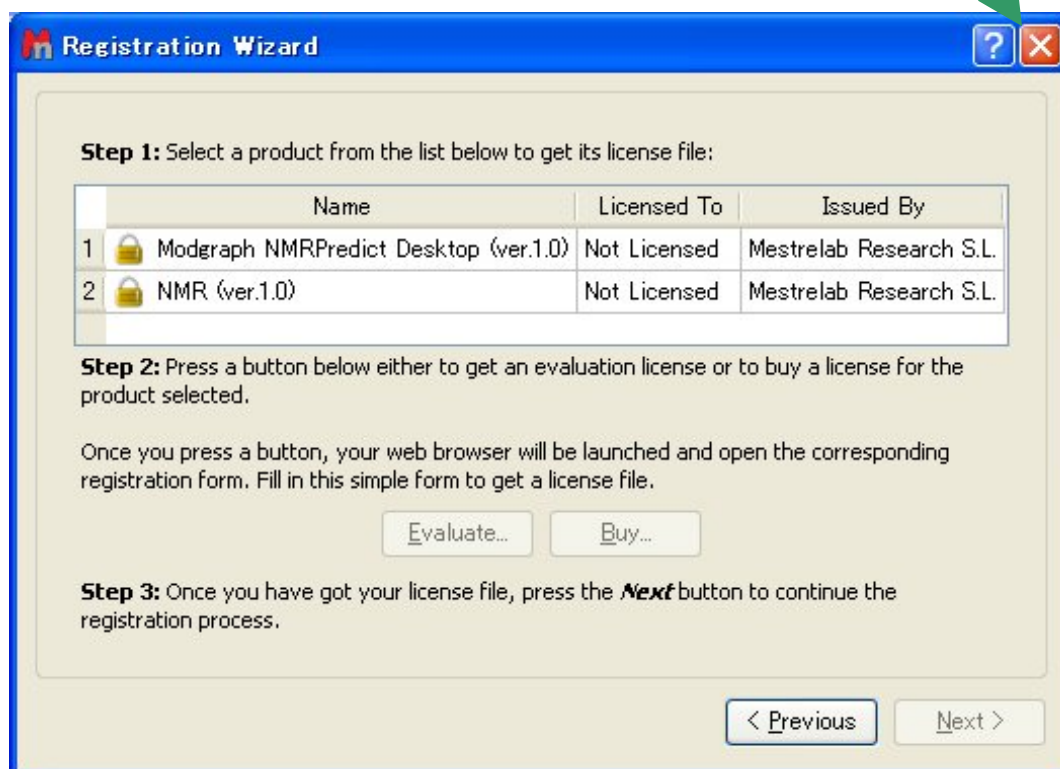 Registration Wizard
Step 1: Select a product from the list below to get its license file:
Name Licensed To Issued By
1 Modgraph NMRPredict Desktop (ver.1.0) Not Licensed Mestrelab Research S.L.
2 NMR (ver.1.0) Not Licensed Mestrelab Research S.L.
Step 2: Press a button below either to get an evaluation license or to buy a license for the
product selected.
Once you press a button, your web browser will be launched and open the corresponding
registration form. Fill in this simple form to get a license file.
Evaluate... Buy...
Step 3: Once you have got your license file, press the Next button to continue the
registration process.
< Previous Next >